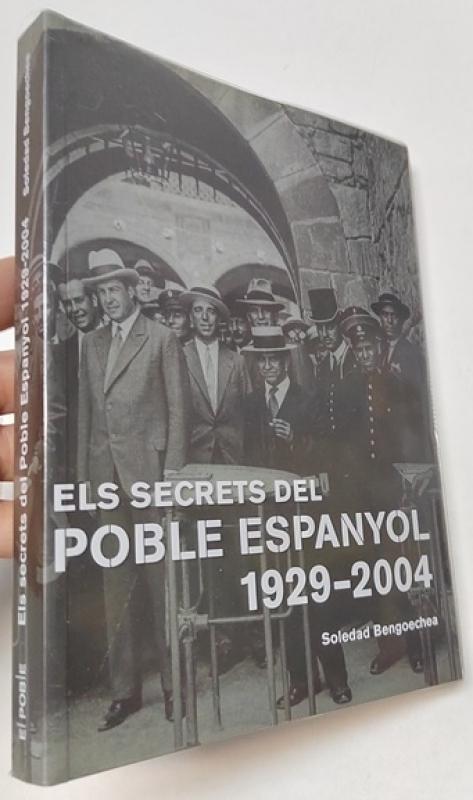 ELS SECRETS DEL
POBLE ESPANYOL
1929-2004
Soledad Bengoechea
El POBlE Els secrets del Poble Espanyol 1929-2004 Soledad Bengoechea